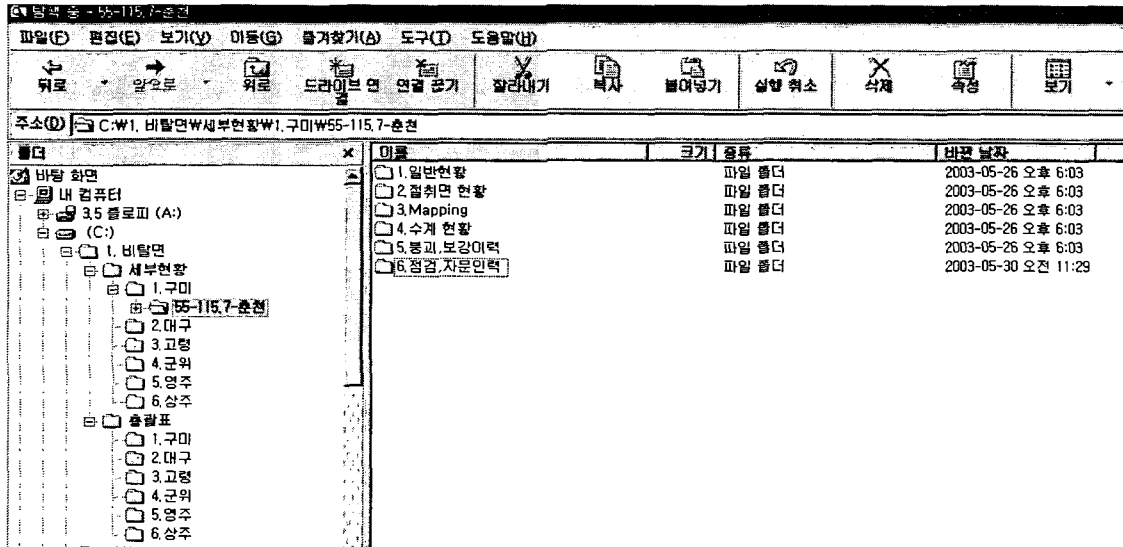 탐색 중 - 55-115.7-춘천
파일(F) 편집(E) 보기(V) 이동(G) 즐겨찾기(A) 도구(T) 도움말(H)
뒤로 앞으로 위로 드라이브 연결 연결 끊기 잘라내기 복사 붙여넣기 실행 취소 삭제 속성 보기
주소(D) C:₩1. 비탈면₩세부현황₩1.구미₩55-115.7-춘천
폴더 x 이름 크기 종류 바뀐 날짜
바탕 화면
내 컴퓨터
3.5 플로피 (A:)
(C:)
1. 비탈면
세부현황
1.구미
55-115.7-춘천
2.대구
3.고령
4.군위
5.영주
6.상주
총괄표
1.구미
2.대구
3.고령
4.군위
5.영주
6.상주
1.일반현황 파일 폴더 2003-05-26 오후 6:03
2.접취면 현황 파일 폴더 2003-05-26 오후 6:03
3.Mapping 파일 폴더 2003-05-26 오후 6:03
4.수계 현황 파일 폴더 2003-05-26 오후 6:03
5.붕괴,보강이력 파일 폴더 2003-05-26 오후 6:03
6.점검,자문인력 파일 폴더 2003-05-30 오전 11:29